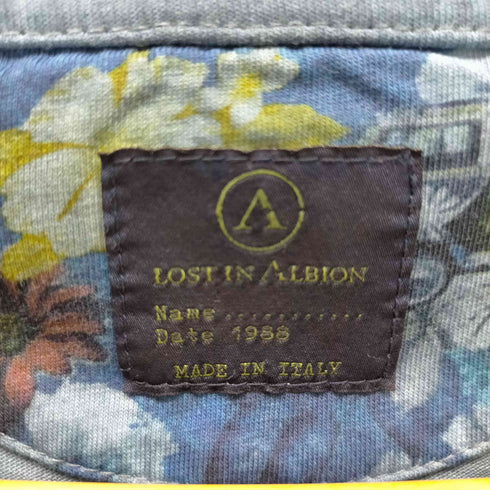 A
LOST IN ALBION
Name............
Date 1988
MADE IN ITALY